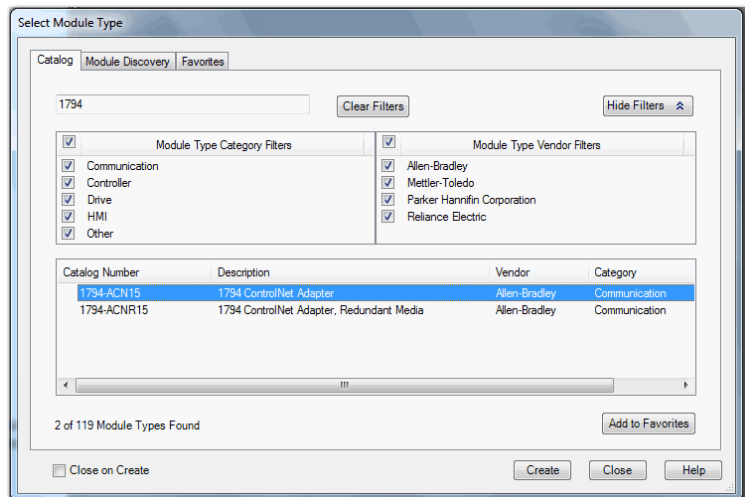 Select Module Type
Catalog Module Discovery Favorites
1794 Clear Filters Hide Filters
Module Type Category Filters Module Type Vendor Filters
Communication Allen-Bradley
Controller Mettler-Toledo
Drive Parker Hannifin Corporation
HMI Reliance Electric
Other
Catalog Number Description Vendor Category
1794-ACN15 1794 ControlNet Adapter Allen-Bradley Communication
1794-ACNR15 1794 ControlNet Adapter, Redundant Media Allen-Bradley Communication
2 of 119 Module Types Found Add to Favorites
Close on Create Create Close Help